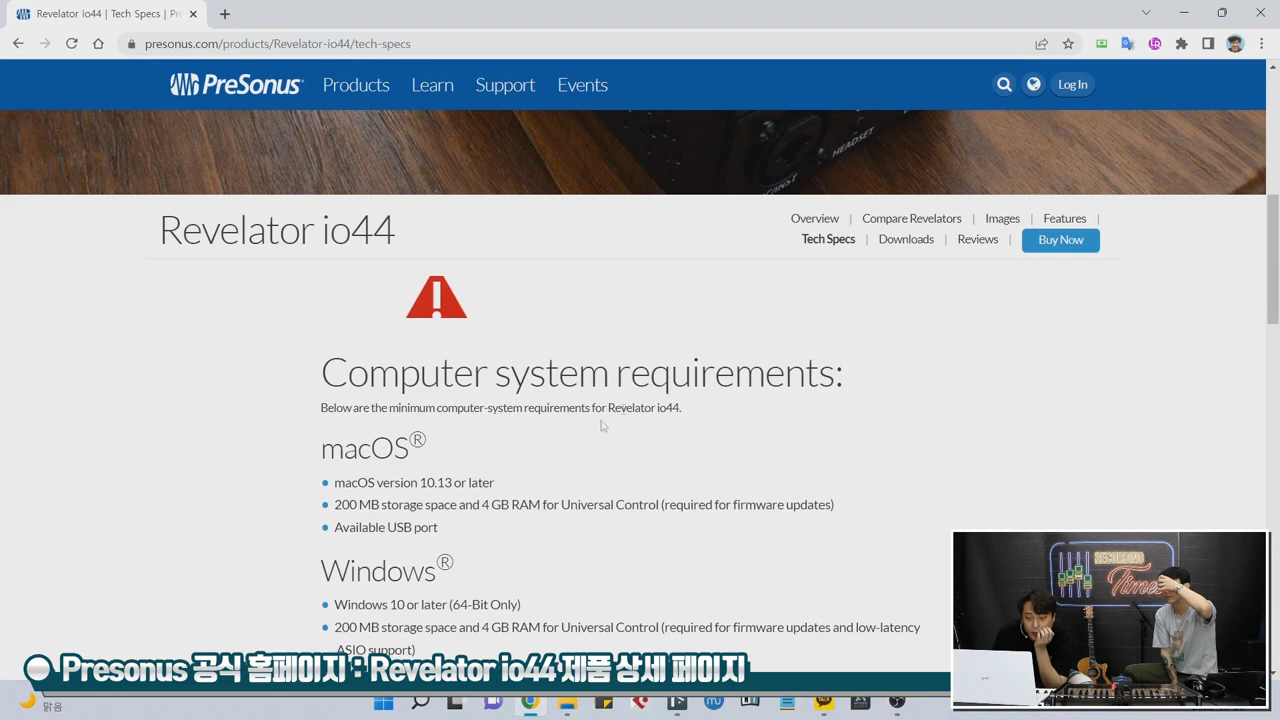 Revelator io44 | Tech Specs | Pr
presonus.com/products/Revelator-io44/tech-specs
PreSonus
Products Learn Support Events
Log In
HEADSET
Revelator io44
Overview | Compare Revelators | Images | Features |
Tech Specs | Downloads | Reviews | Buy Now
Computer system requirements:
Below are the minimum computer-system requirements for Revelator io44.
macOS®
macOS version 10.13 or later
200 MB storage space and 4 GB RAM for Universal Control (required for firmware updates)
Available USB port
Windows®
Windows 10 or later (64-Bit Only)
200 MB storage space and 4 GB RAM for Universal Control (required for firmware updates and low-latency
ASIO support)
RECORDING
Times
Presonus 공식 홈페이지 : Revelator io44 제품 상세 페이지
맑음